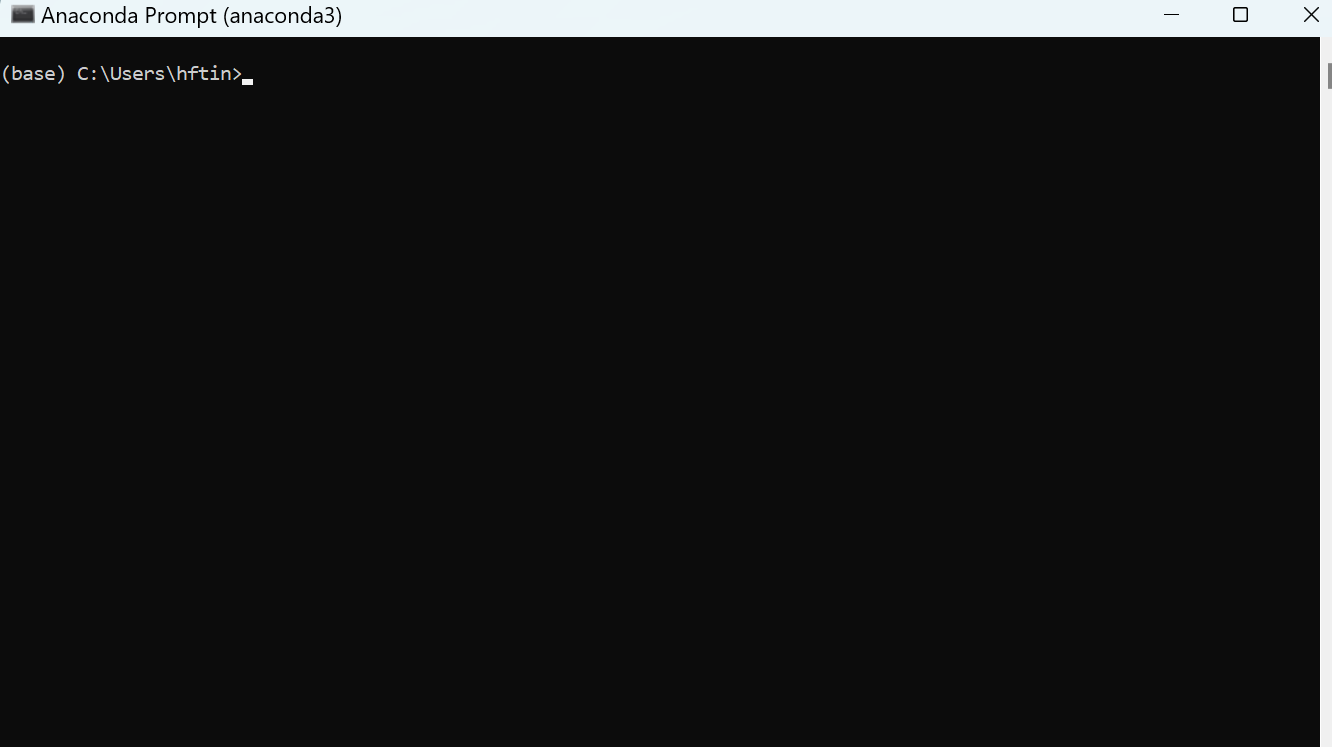 Anaconda Prompt (anaconda3)
(base) C:\Users\hftin>